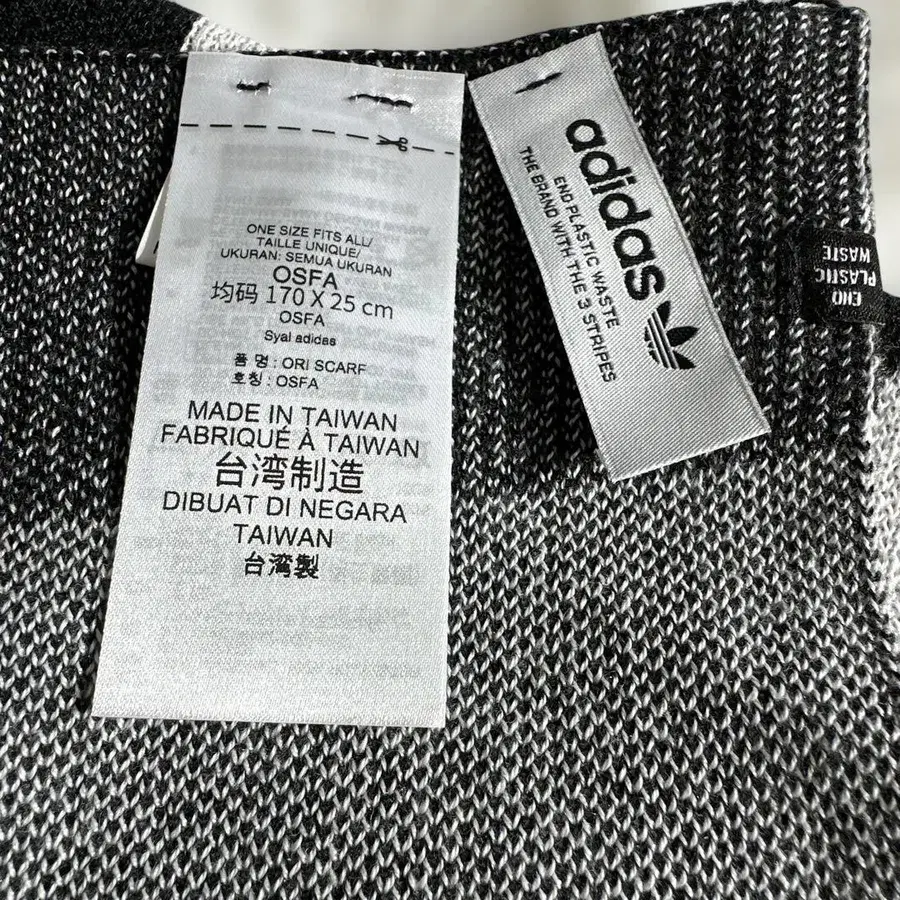 ONE SIZE FITS ALL/
TAILLE UNIQUE/
UKURAN: SEMUA UKURAN
OSFA
均码 170 X 25 cm
OSFA
Syal adidas
품 명 : ORI SCARF
호칭 : OSFA
MADE IN TAIWAN
FABRIQUÉ À TAIWAN
台湾制造
DIBUAT DI NEGARA
TAIWAN
台湾製
adidas
END PLASTIC WASTE
THE BRAND WITH THE 3 STRIPES
END
PLASTIC
WASTE